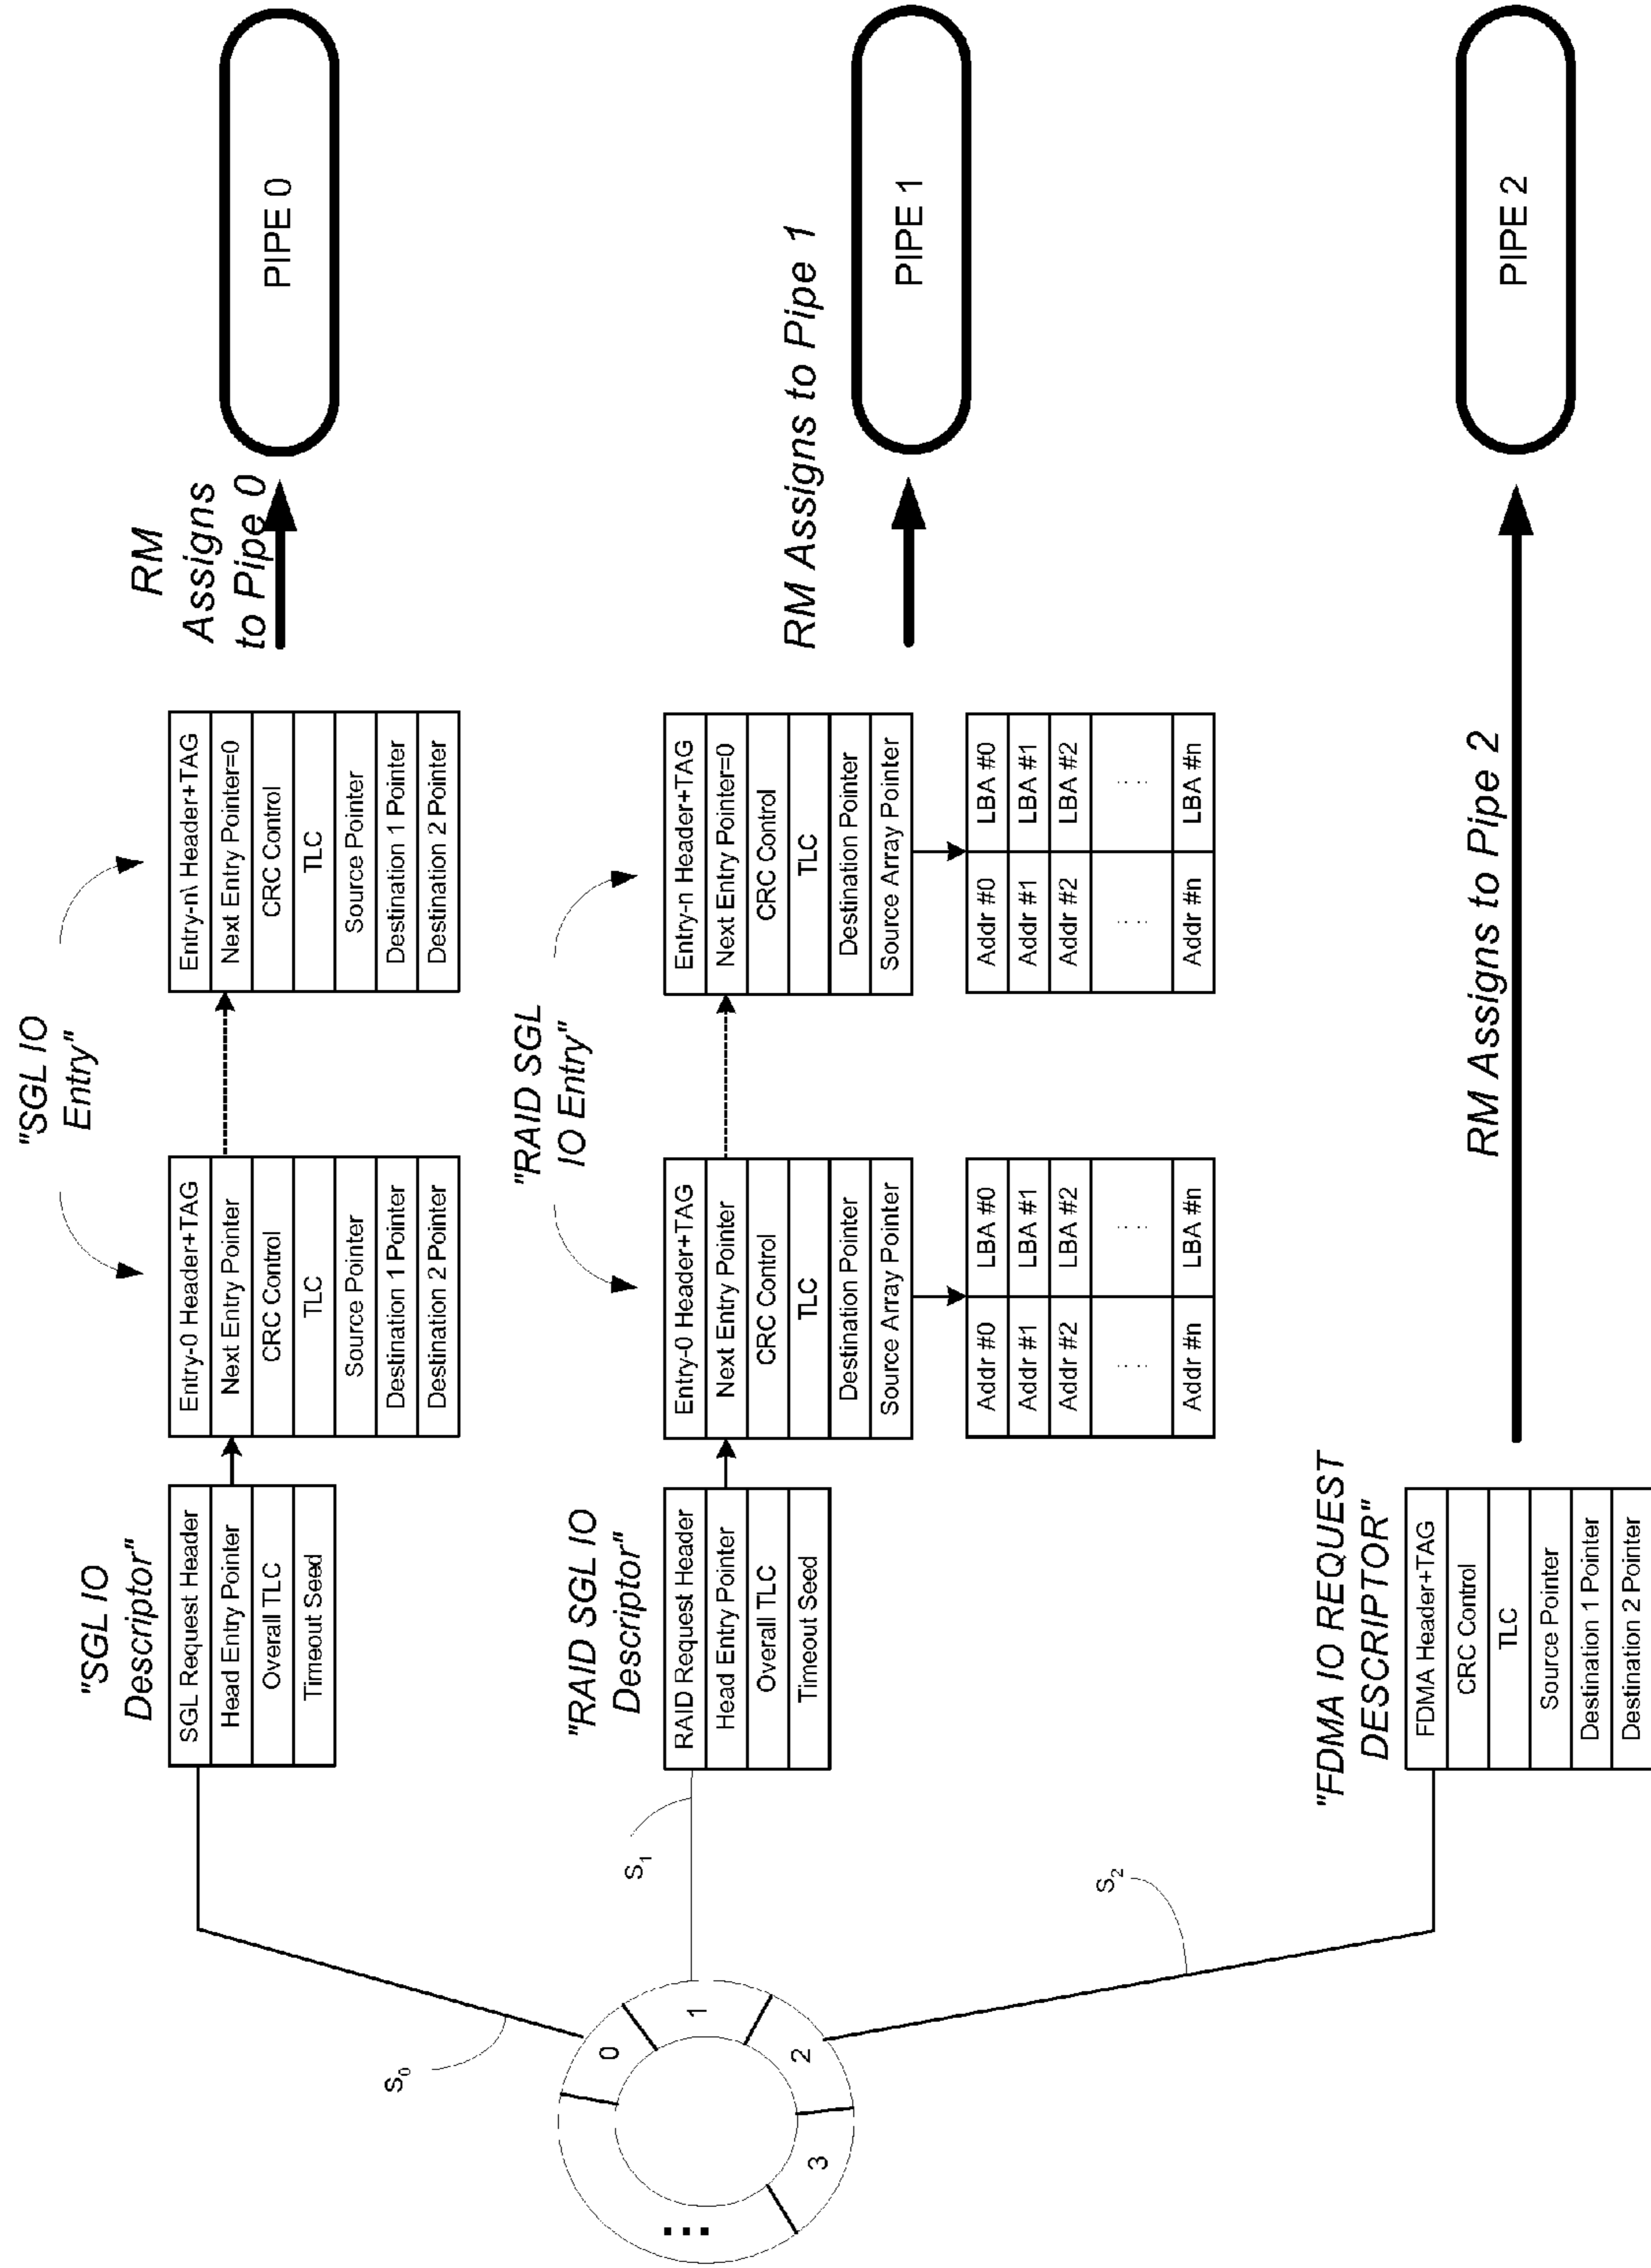 "SGL IO
Descriptor"
SGL Request Header
Head Entry Pointer
Overall TLC
Timeout Seed
"SGL IO
Entry"
Entry-0 Header+TAG
Next Entry Pointer
CRC Control
TLC
Source Pointer
Destination 1 Pointer
Destination 2 Pointer
Entry-n\ Header+TAG
Next Entry Pointer=0
CRC Control
TLC
Source Pointer
Destination 1 Pointer
Destination 2 Pointer
RM
Assigns
to Pipe 0
PIPE 0
S0
0
1
2
3
...
S1
S2
"RAID SGL IO
Descriptor"
RAID Request Header
Head Entry Pointer
Overall TLC
Timeout Seed
"RAID SGL
IO Entry"
Entry-0 Header+TAG
Next Entry Pointer
CRC Control
TLC
Destination Pointer
Source Array Pointer
Addr #0 LBA #0
Addr #1 LBA #1
Addr #2 LBA #2
: : : :
Addr #n LBA #n
Entry-n Header+TAG
Next Entry Pointer=0
CRC Control
TLC
Destination Pointer
Source Array Pointer
Addr #0 LBA #0
Addr #1 LBA #1
Addr #2 LBA #2
: : : :
Addr #n LBA #n
RM Assigns to Pipe 1
PIPE 1
"FDMA IO REQUEST
DESCRIPTOR"
FDMA Header+TAG
CRC Control
TLC
Source Pointer
Destination 1 Pointer
Destination 2 Pointer
RM Assigns to Pipe 2
PIPE 2